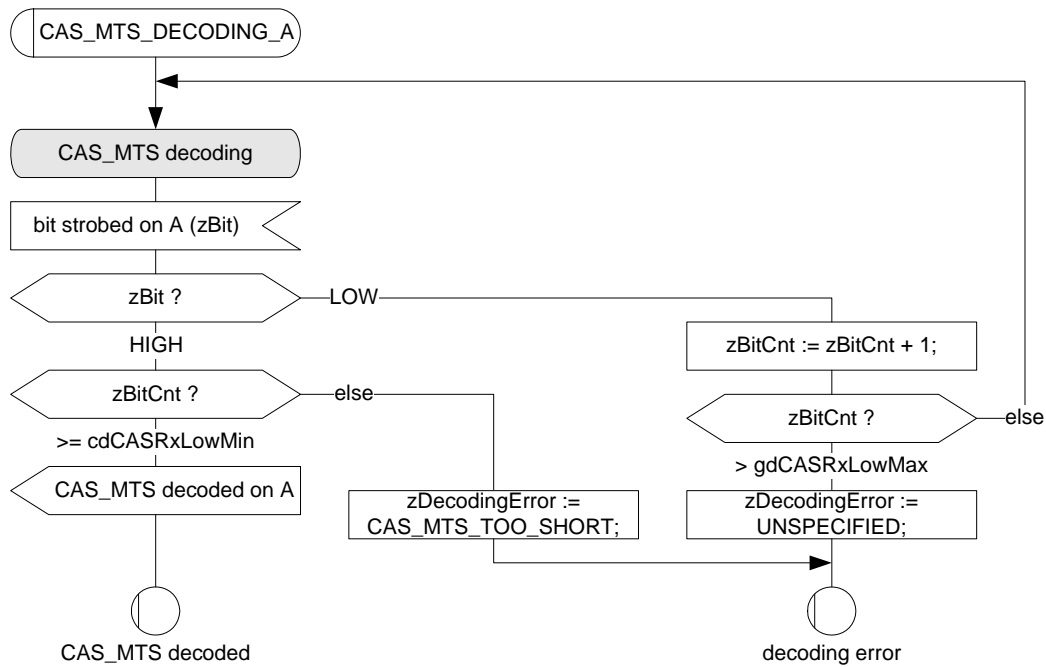 CAS_MTS_DECODING_A
CAS_MTS decoding
bit strobed on A (zBit)
zBit ?
LOW
HIGH
zBitCnt := zBitCnt + 1;
zBitCnt ?
else
zBitCnt ?
else
>= cdCASRxLowMin
> gdCASRxLowMax
CAS_MTS decoded on A
zDecodingError :=
CAS_MTS_TOO_SHORT;
zDecodingError :=
UNSPECIFIED;
CAS_MTS decoded
decoding error